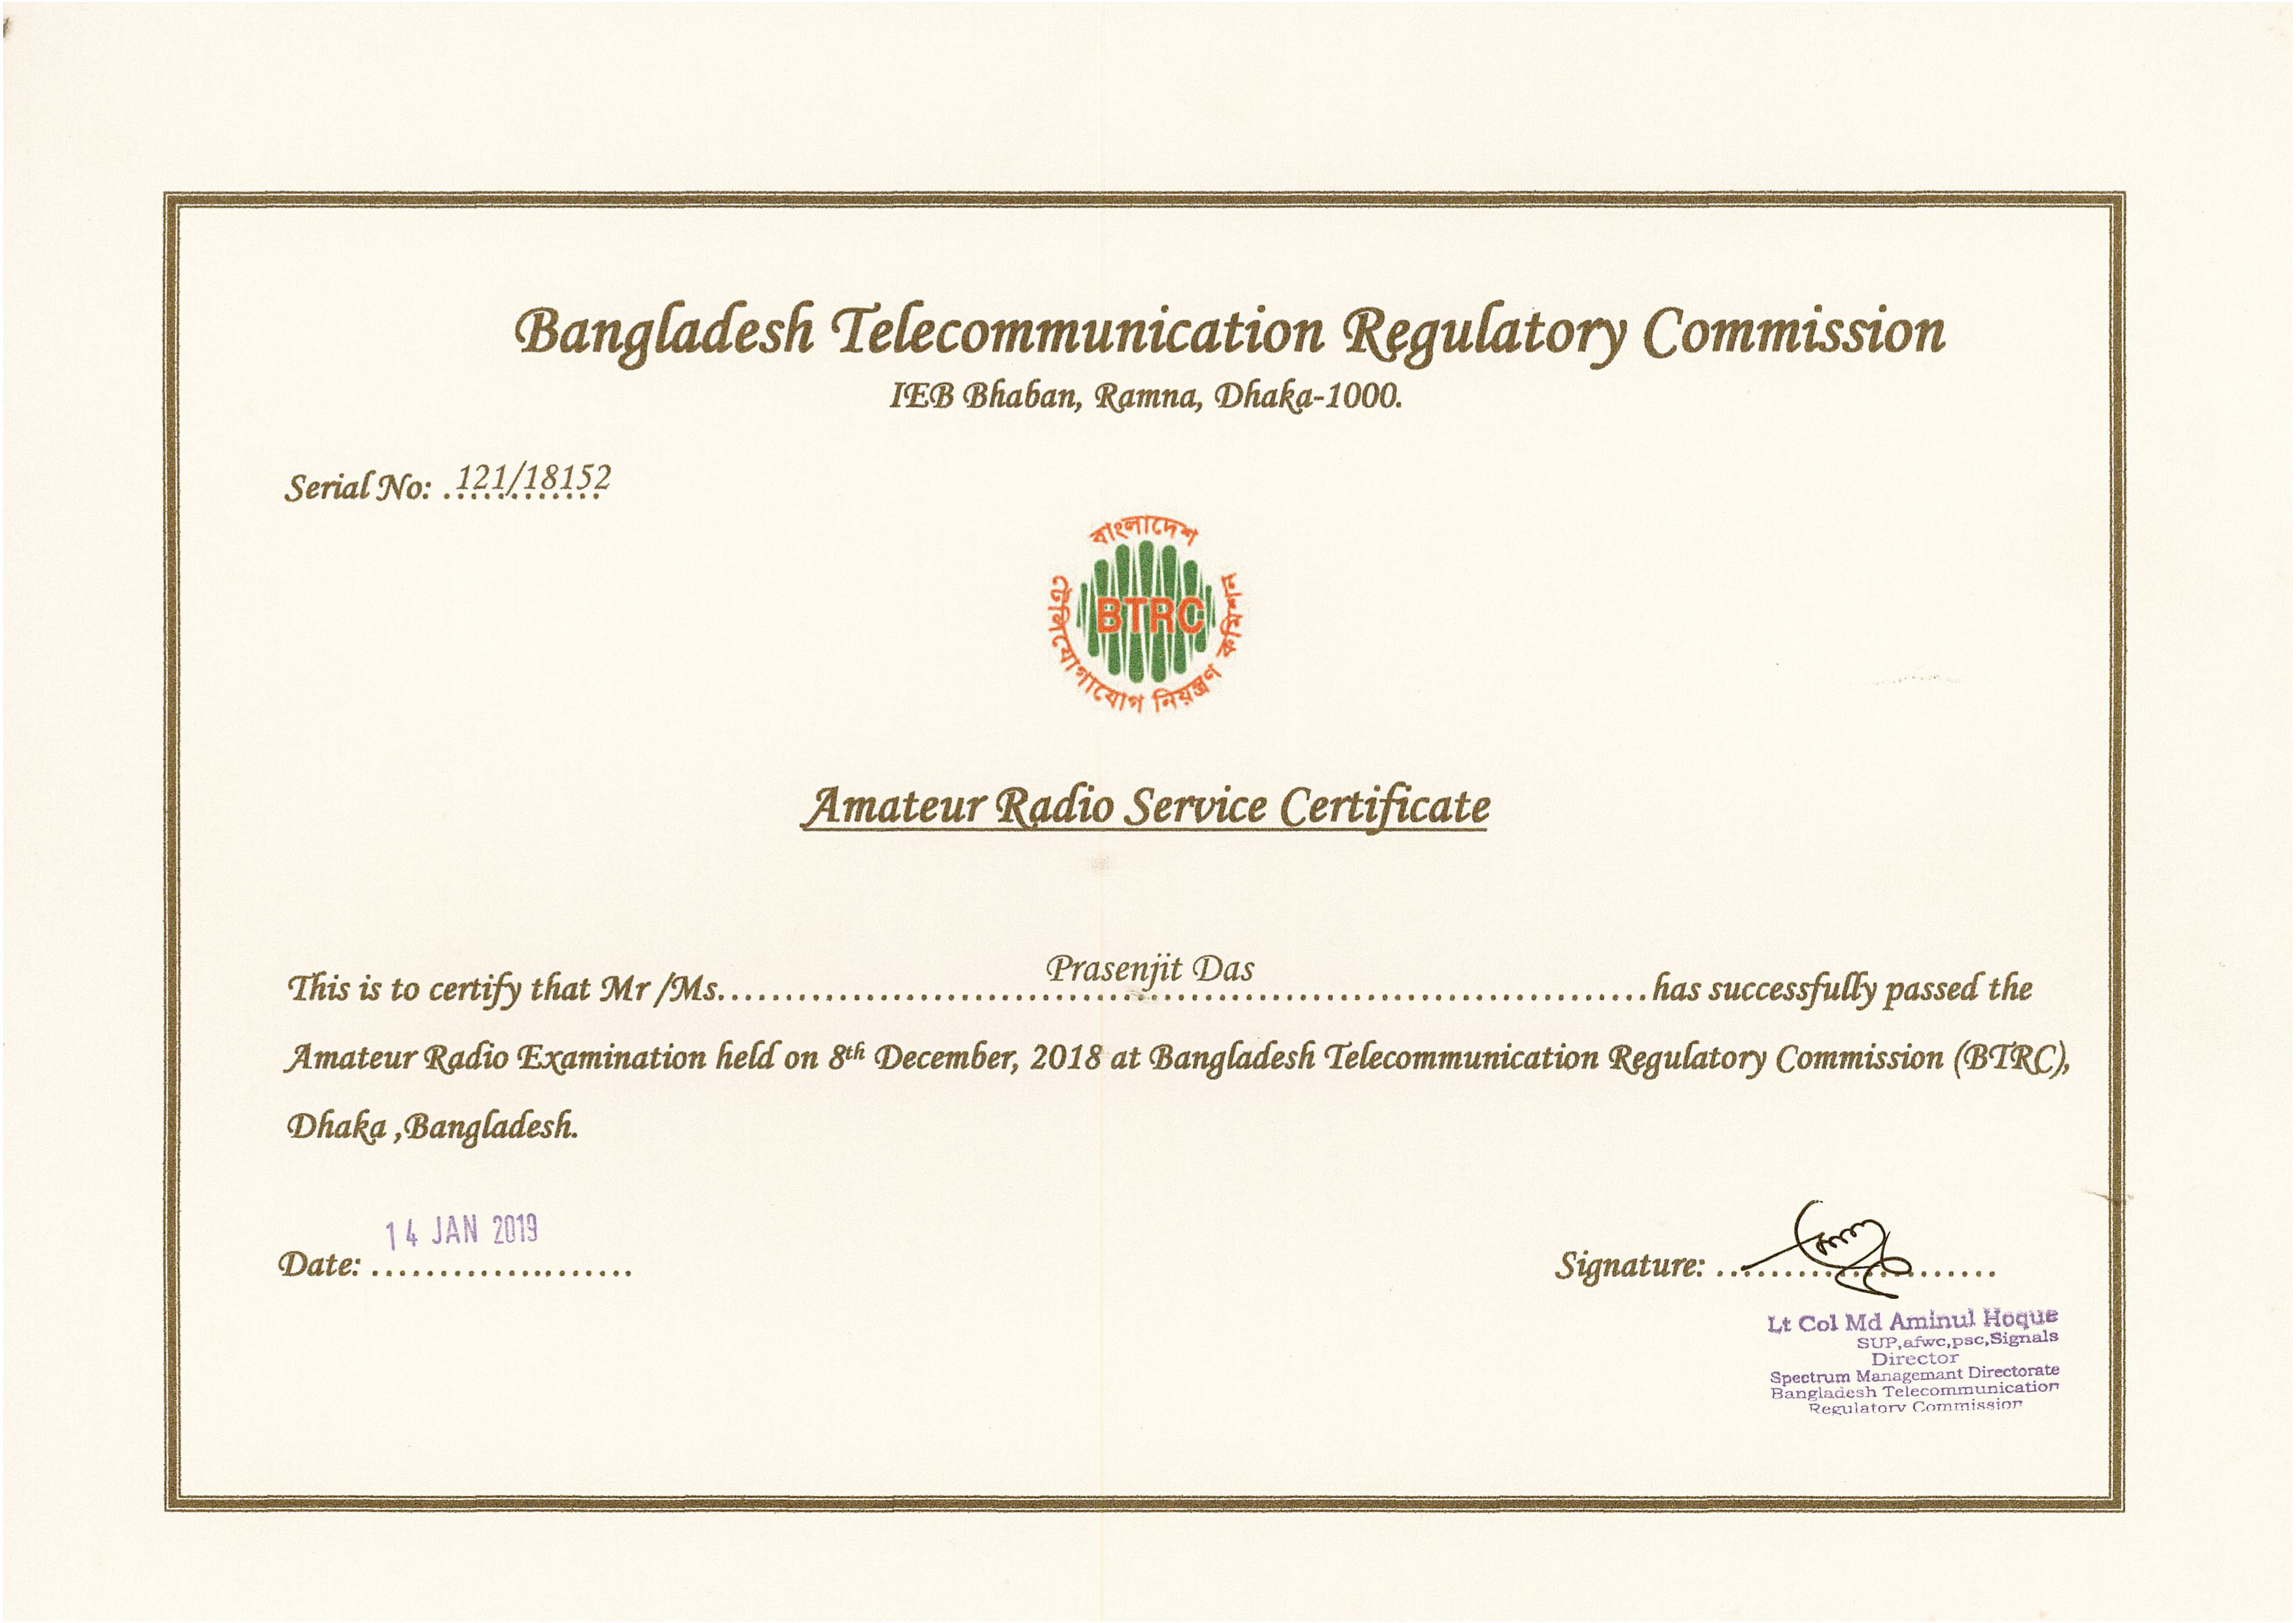 Bangladesh Telecommunication Regulatory Commission
IEB Bhaban, Ramna, Dhaka-1000.
Serial No: 121/18152
বাংলাদেশ
টেলিযোগাযোগ নিয়ন্ত্রণ কমিশন
BTRC
Amateur Radio Service Certificate
This is to certify that Mr /Ms. Prasenjit Das has successfully passed the
Amateur Radio Examination held on 8th December, 2018 at Bangladesh Telecommunication Regulatory Commission (BTRC),
Dhaka ,Bangladesh.
14 JAN 2019
Date:
Signature:
Lt Col Md Aminul Hoque
SUP,afwc,psc,Signals
Director
Spectrum Managemant Directorate
Bangladesh Telecommunication
Regulatory Commission